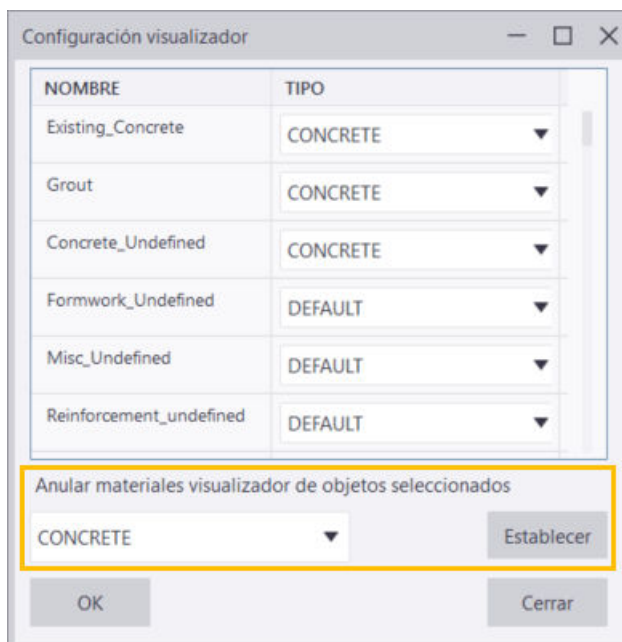 Configuración visualizador
NOMBRE TIPO
Existing_Concrete CONCRETE
Grout CONCRETE
Concrete_Undefined CONCRETE
Formwork_Undefined DEFAULT
Misc_Undefined DEFAULT
Reinforcement_undefined DEFAULT
Anular materiales visualizador de objetos seleccionados
CONCRETE Establecer
OK Cerrar